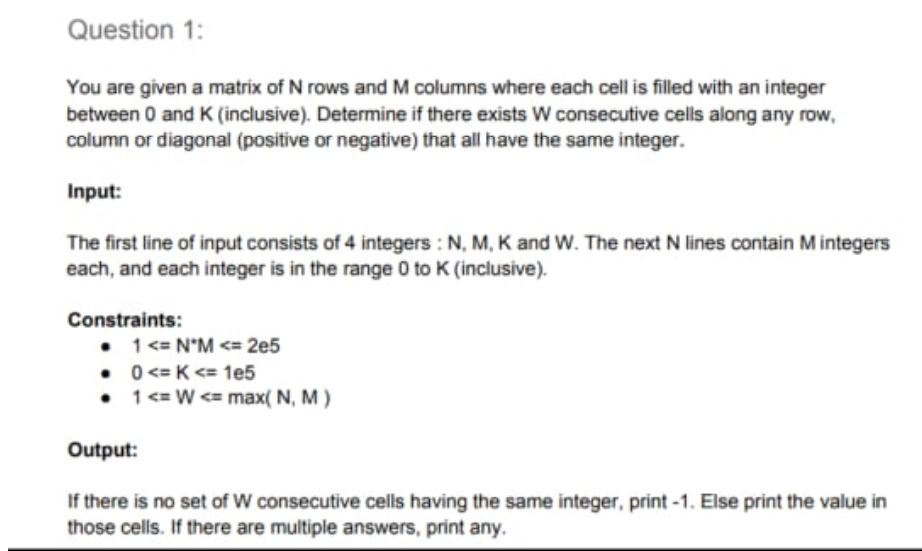 Question 1:
You are given a matrix of N rows and M columns where each cell is filled with an integer
between 0 and K (inclusive). Determine if there exists W consecutive cells along any row,
column or diagonal (positive or negative) that all have the same integer.
Input:
The first line of input consists of 4 integers : N, M, K and W. The next N lines contain M integers
each, and each integer is in the range 0 to K (inclusive).
Constraints:
• 1 <= N*M <= 2e5
• 0 <= K <= 1e5
• 1 <= W <= max( N, M )
Output:
If there is no set of W consecutive cells having the same integer, print -1. Else print the value in
those cells. If there are multiple answers, print any.